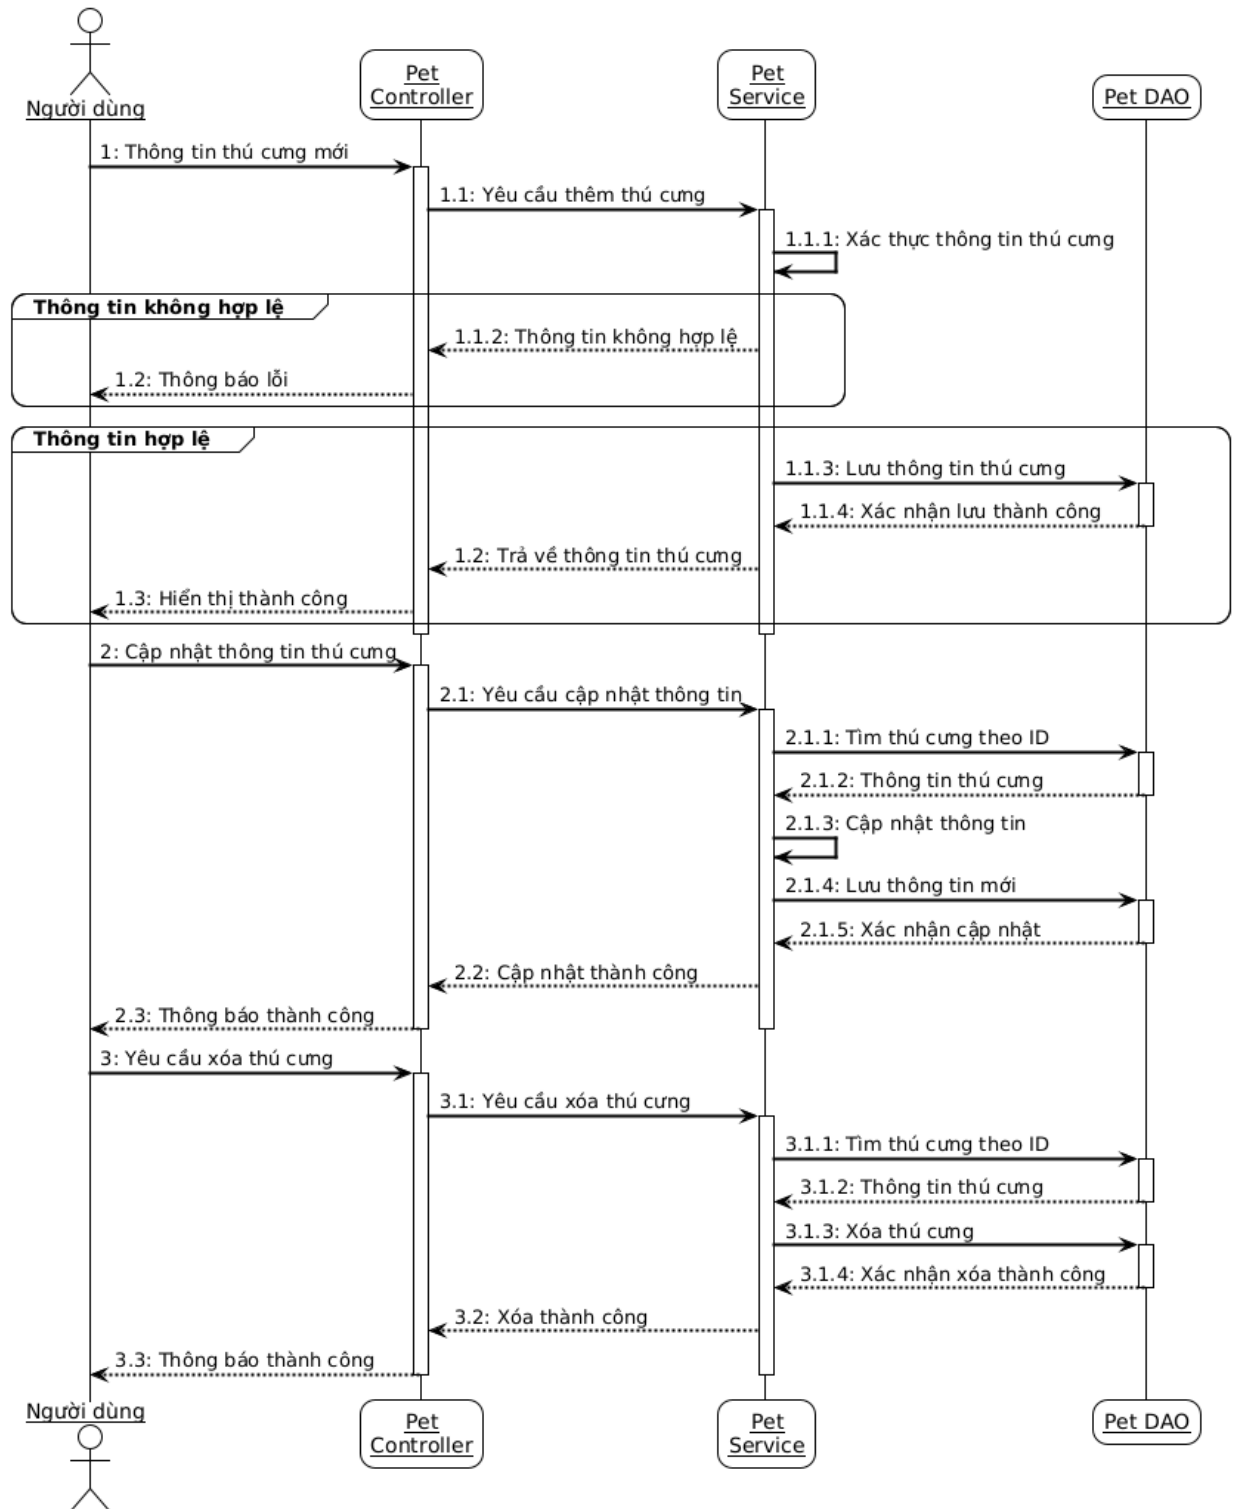 Người dùng
Pet
Controller
Pet
Service
Pet DAO
1: Thông tin thú cưng mới
1.1: Yêu cầu thêm thú cưng
1.1.1: Xác thực thông tin thú cưng
Thông tin không hợp lệ
1.1.2: Thông tin không hợp lệ
1.2: Thông báo lỗi
Thông tin hợp lệ
1.1.3: Lưu thông tin thú cưng
1.1.4: Xác nhận lưu thành công
1.2: Trả về thông tin thú cưng
1.3: Hiển thị thành công
2: Cập nhật thông tin thú cưng
2.1: Yêu cầu cập nhật thông tin
2.1.1: Tìm thú cưng theo ID
2.1.2: Thông tin thú cưng
2.1.3: Cập nhật thông tin
2.1.4: Lưu thông tin mới
2.1.5: Xác nhận cập nhật
2.2: Cập nhật thành công
2.3: Thông báo thành công
3: Yêu cầu xóa thú cưng
3.1: Yêu cầu xóa thú cưng
3.1.1: Tìm thú cưng theo ID
3.1.2: Thông tin thú cưng
3.1.3: Xóa thú cưng
3.1.4: Xác nhận xóa thành công
3.2: Xóa thành công
3.3: Thông báo thành công
Người dùng
Pet
Controller
Pet
Service
Pet DAO